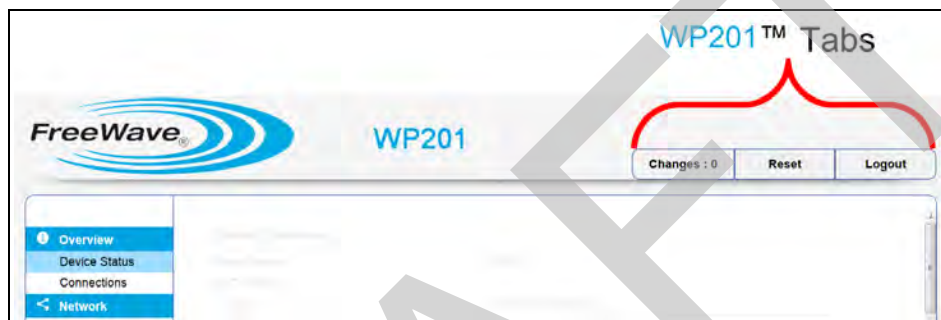 WP201™ Tabs
FreeWave®
WP201
Changes : 0
Reset
Logout
Overview
Device Status
Connections
Network